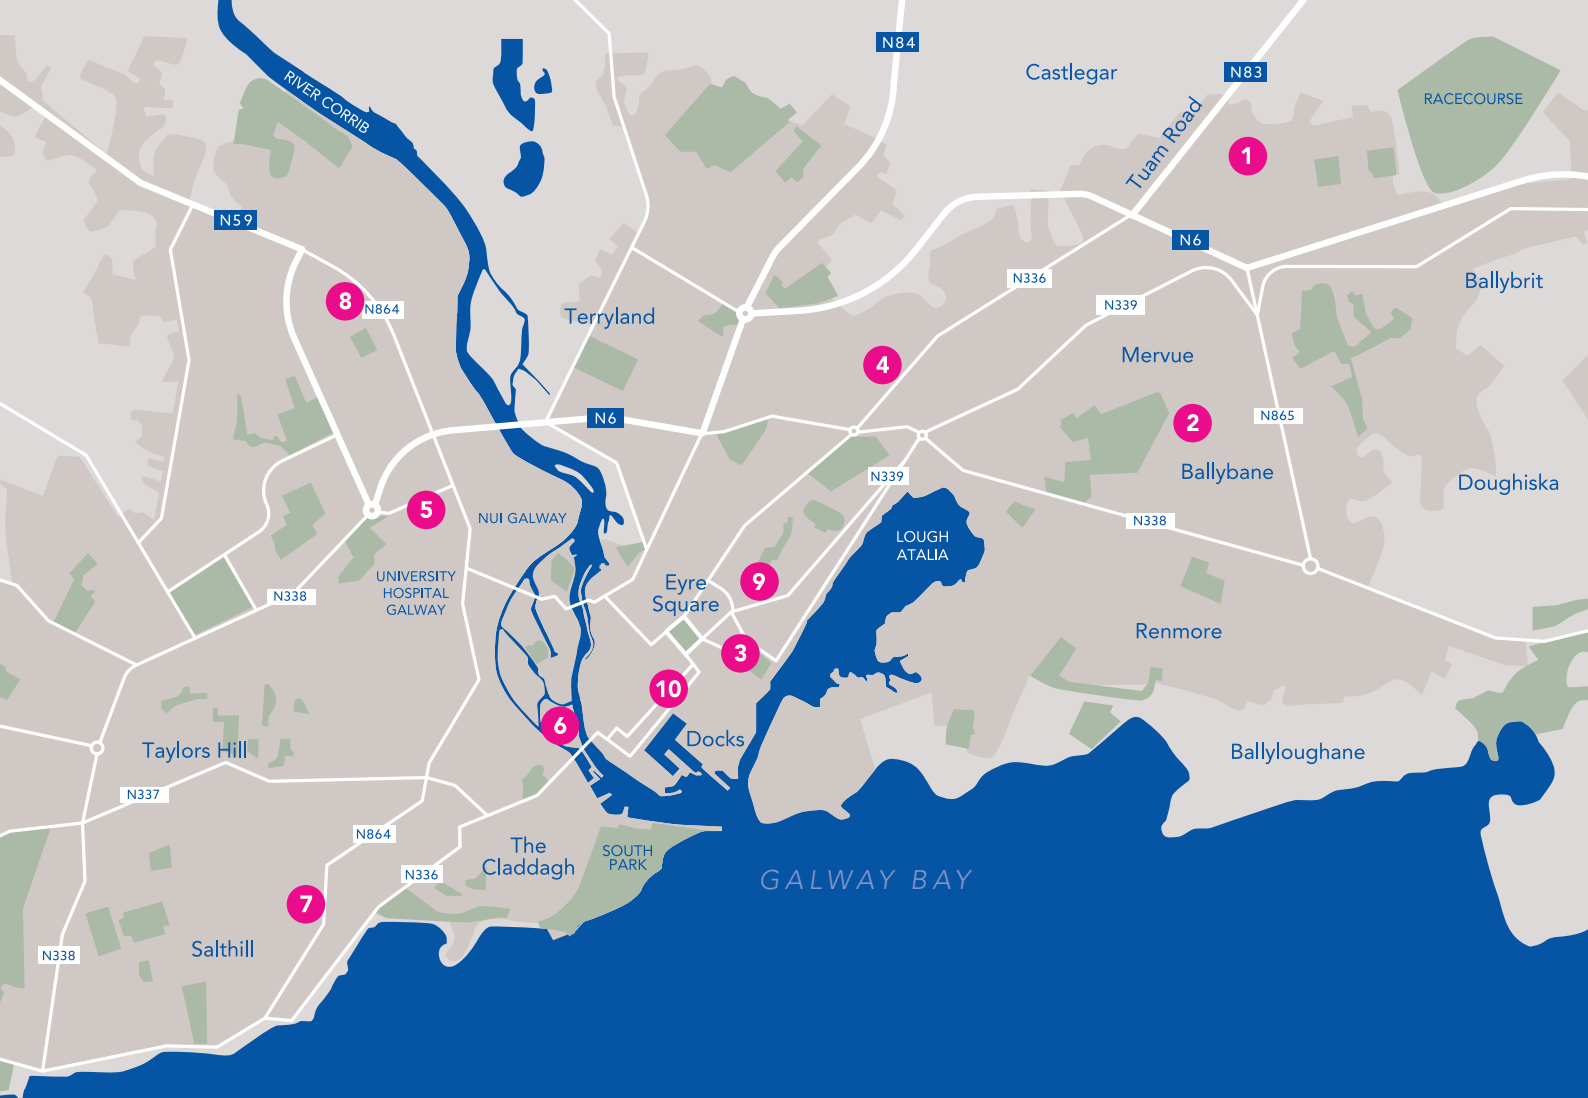 N84
Castlegar
N83
RACECOURSE
RIVER CORRIB
Tuam Road
1
N59
N6
N336
Ballybrit
8
N864
N339
Terryland
Mervue
4
N6
N865
2
Ballybane
N339
Doughiska
5
NUI GALWAY
N338
LOUGH
ATALIA
UNIVERSITY
HOSPITAL
GALWAY
Eyre
Square
9
N338
Renmore
3
10
6
Docks
Taylors Hill
Ballyloughane
N337
N864
The
Claddagh
SOUTH
PARK
N336
GALWAY BAY
7
Salthill
N338